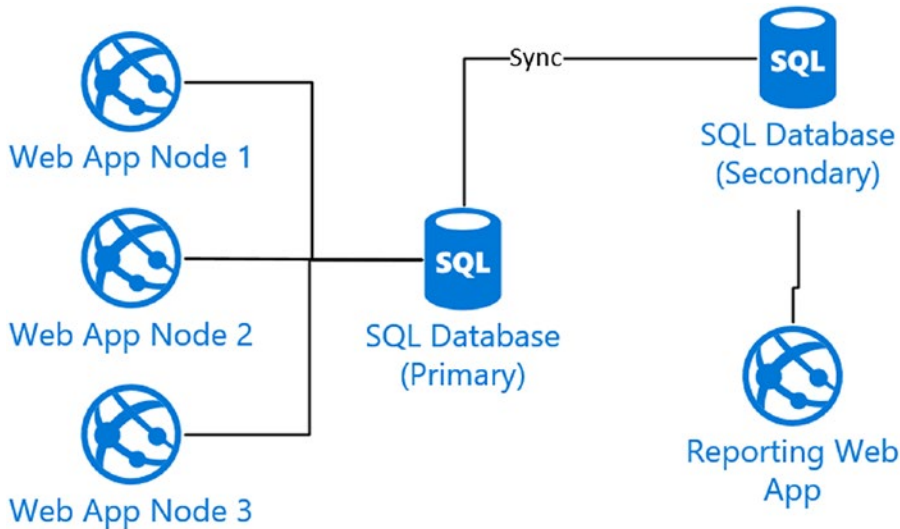 Web App Node 1
Web App Node 2
Web App Node 3
SQL
SQL Database
(Primary)
Sync
SQL
SQL Database
(Secondary)
Reporting Web
App